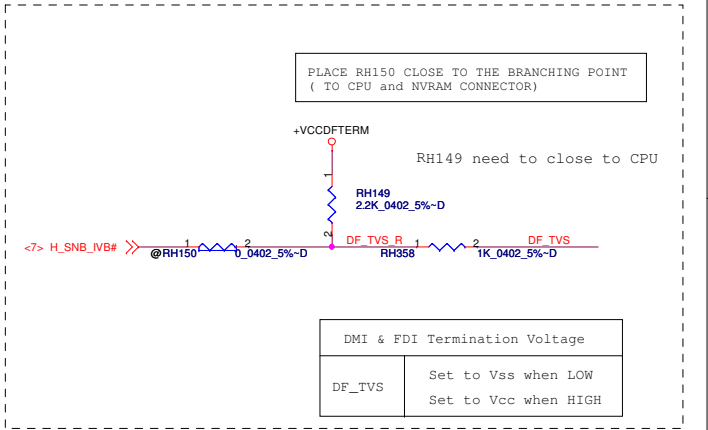 PLACE RH150 CLOSE TO THE BRANCHING POINT
( TO CPU and NVRAM CONNECTOR)
+VCCDFTERM
RH149 need to close to CPU
1
RH149
2.2K_0402_5%~D
2
<7> H_SNB_IVB# 1 2 DF_TVS_R 1 2 DF_TVS
@RH150 0_0402_5%~D RH358 1K_0402_5%~D
DMI & FDI Termination Voltage
DF_TVS
Set to Vss when LOW
Set to Vcc when HIGH